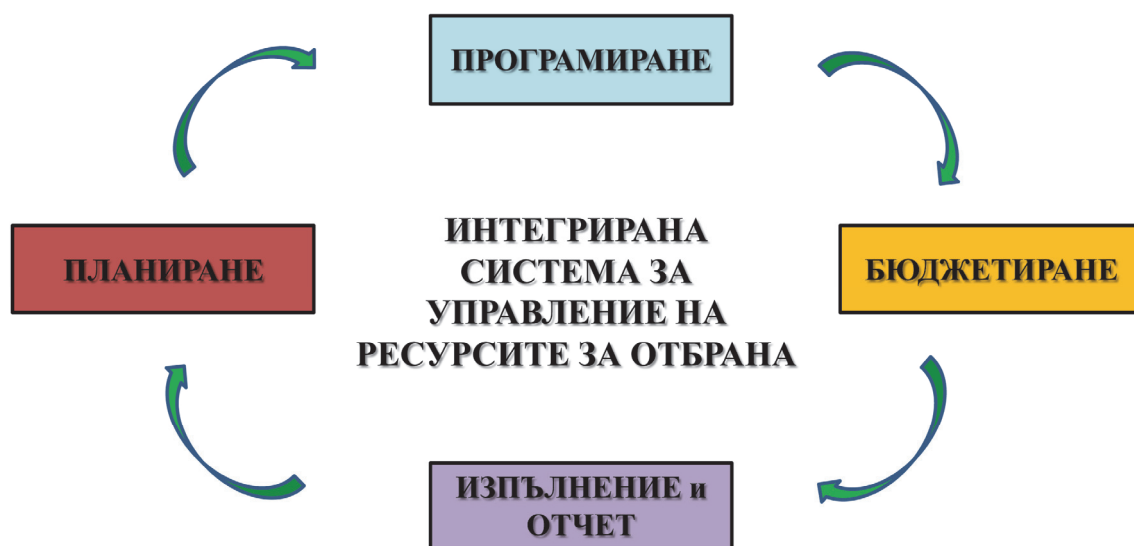 ПРОГРАМИРАНЕ
ПЛАНИРАНЕ
ИНТЕГРИРАНА
СИСТЕМА ЗА
УПРАВЛЕНИЕ НА
РЕСУРСИТЕ ЗА ОТБРАНА
БЮДЖЕТИРАНЕ
ИЗПЪЛНЕНИЕ и
ОТЧЕТ